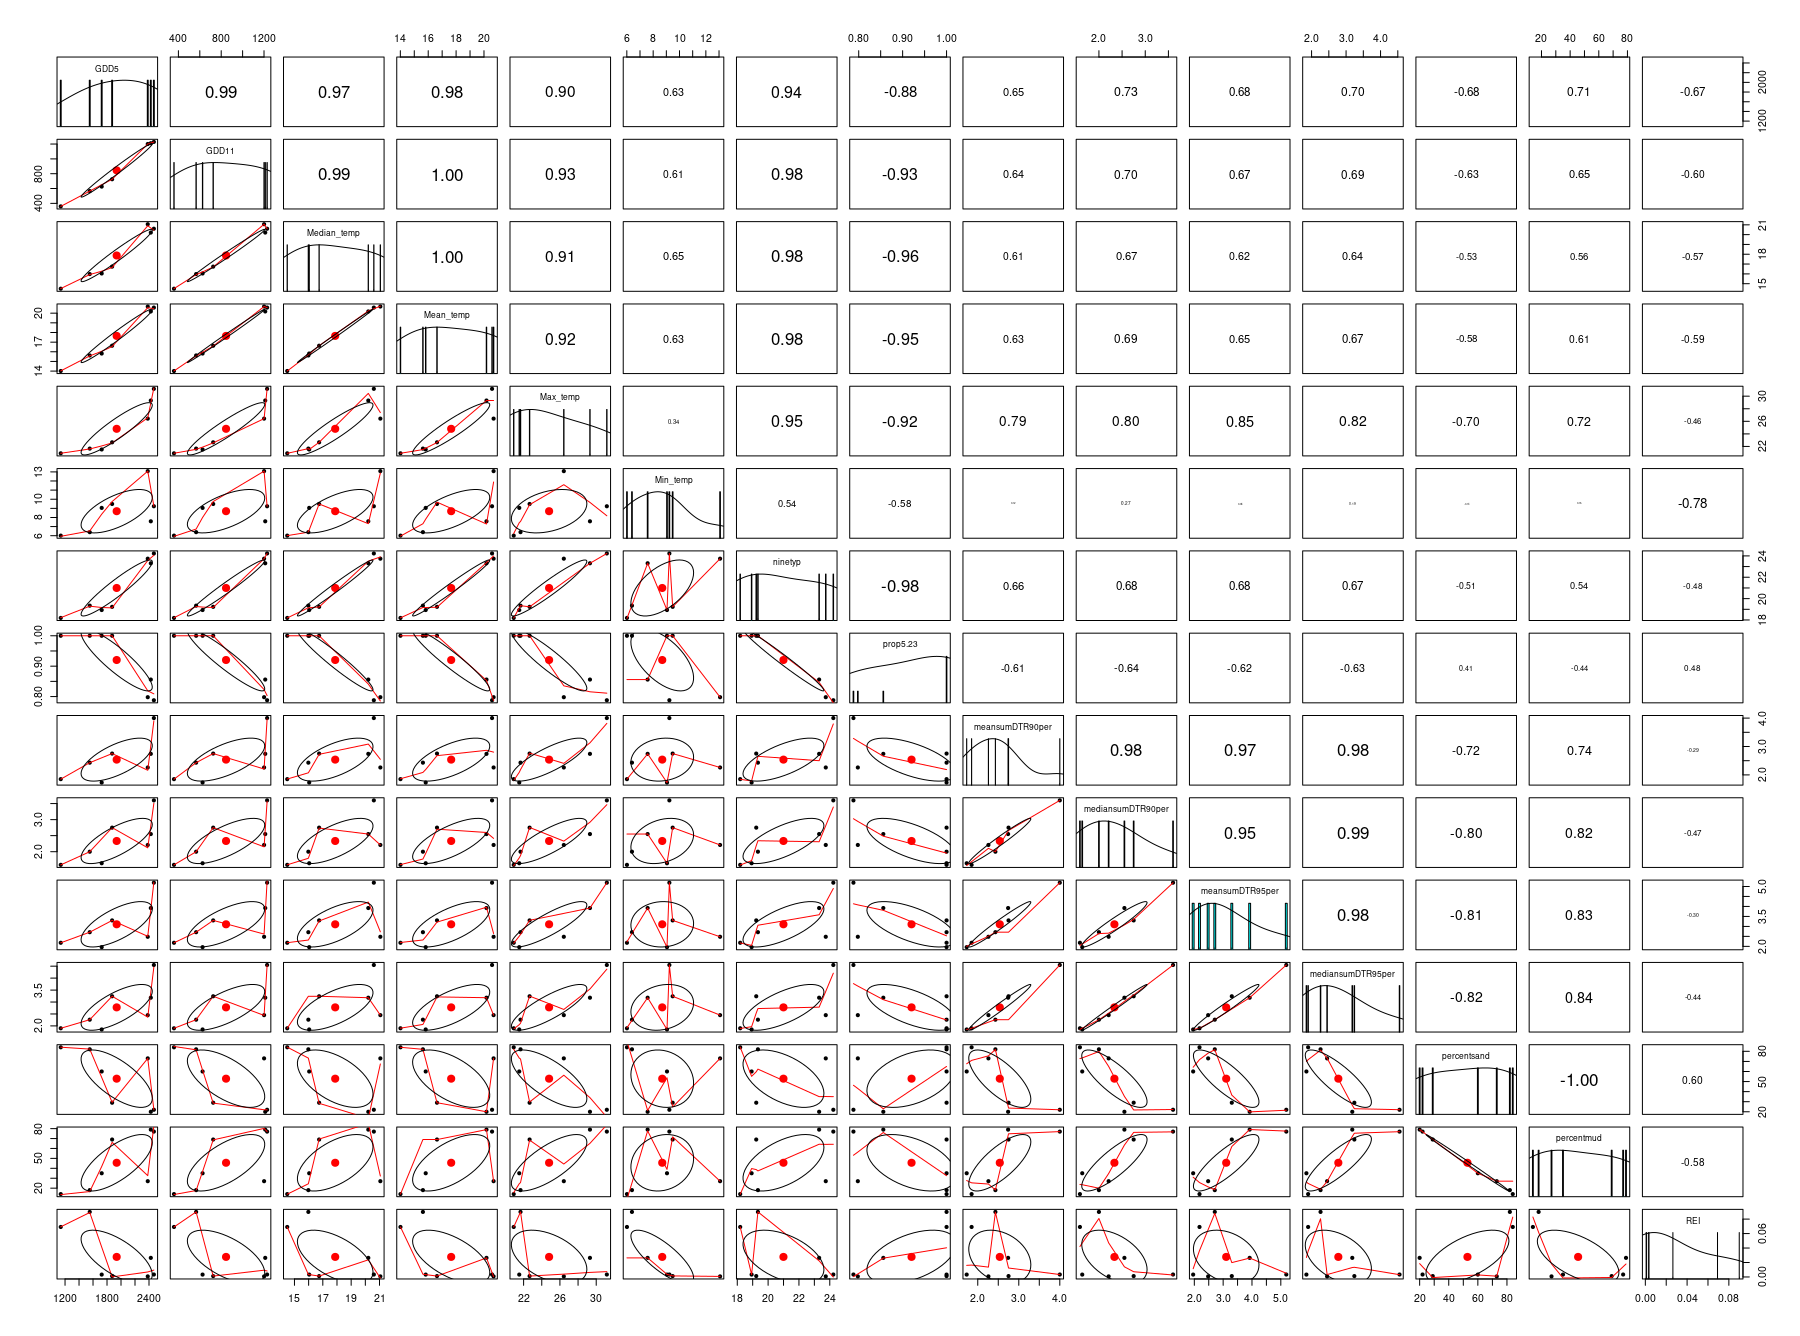 400 800 1200 14 16 18 20 6 8 10 12 0.80 0.90 1.00 2.0 3.0 2.0 3.0 4.0 20 40 60 80
GDD5 0.99 0.97 0.98 0.90 0.63 0.94 -0.88 0.65 0.73 0.68 0.70 -0.68 0.71 -0.67 1200 2000
400 800 GDD11 0.99 1.00 0.93 0.61 0.98 -0.93 0.64 0.70 0.67 0.69 -0.63 0.65 -0.60
Median_temp 1.00 0.91 0.65 0.98 -0.96 0.61 0.67 0.62 0.64 -0.53 0.56 -0.57 15 18 21
14 17 20 Mean_temp 0.92 0.63 0.98 -0.95 0.63 0.69 0.65 0.67 -0.58 0.61 -0.59
Max_temp 0.34 0.95 -0.92 0.79 0.80 0.85 0.82 -0.70 0.72 -0.46 22 26 30
6 8 10 13 Min_temp 0.54 -0.58 0.27 -0.78
ninetyp -0.98 0.66 0.68 0.68 0.67 -0.51 0.54 -0.48 18 20 22 24
0.80 0.90 1.00 prop5.23 -0.61 -0.64 -0.62 -0.63 0.41 -0.44 0.48
meansumDTR90per 0.98 0.97 0.98 -0.72 0.74 -0.29 2.0 3.0 4.0
2.0 3.0 mediansumDTR90per 0.95 0.99 -0.80 0.82 -0.47
meansumDTR95per 0.98 -0.81 0.83 -0.30 2.0 3.5 5.0
2.0 3.5 mediansumDTR95per -0.82 0.84 -0.44
percentsand -1.00 0.60 20 50 80
20 50 80 percentmud -0.58
REI 0.00 0.06
1200 1800 2400 15 17 19 21 22 26 30 18 20 22 24 2.0 3.0 4.0 2.0 3.0 4.0 5.0 20 40 60 80 0.00 0.04 0.08